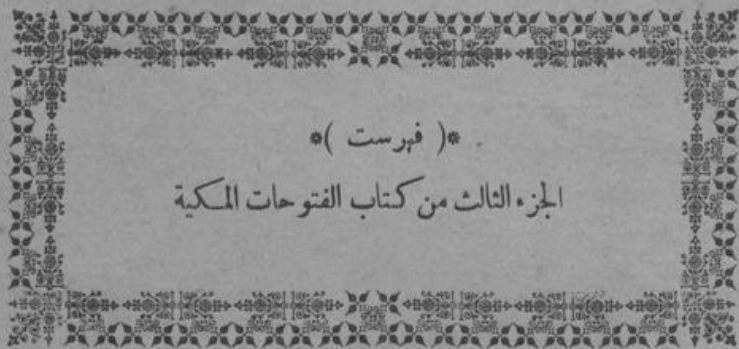 *( فهرست )*
الجزء الثالث من كتاب الفتوحات المكية